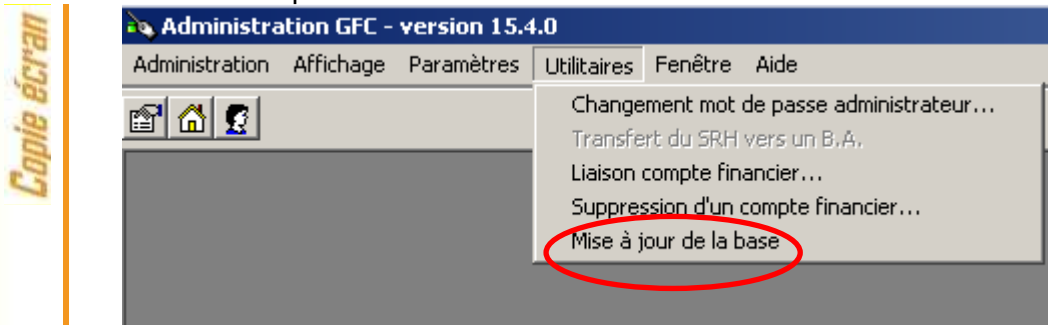 Copie écran
Administration GFC - version 15.4.0
Administration Affichage Paramètres Utilitaires Fenêtre Aide
Changement mot de passe administrateur...
Transfert du SRH vers un B.A.
Liaison compte financier...
Suppression d'un compte financier...
Mise à jour de la base